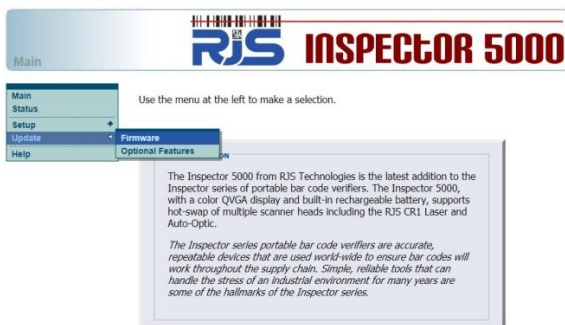 RJS INSPECTOR 5000
Main
Main
Status
Setup
Update
Help
Firmware
Optional Features
Use the menu at the left to make a selection.
The Inspector 5000 from RJS Technologies is the latest addition to the
Inspector series of portable bar code verifiers. The Inspector 5000,
with a color QVGA display and built-in rechargeable battery, supports
hot-swap of multiple scanner heads including the RJS CR1 Laser and
Auto-Optic.
The Inspector series portable bar code verifiers are accurate,
repeatable devices that are used world-wide to ensure bar codes will
work throughout the supply chain. Simple, reliable tools that can
handle the stress of an industrial environment for many years are
some of the hallmarks of the Inspector series.